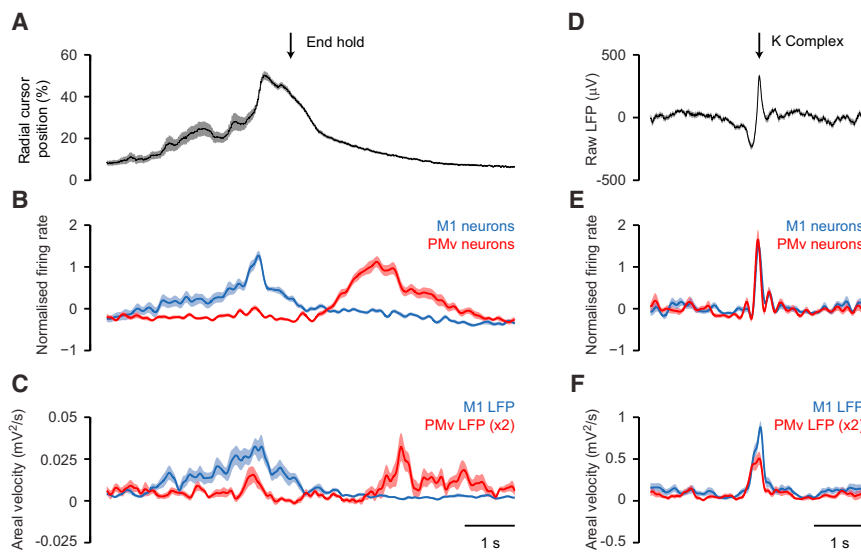 A
End hold
Radial cursor
position (%)
60
40
20
0
B
M1 neurons
PMv neurons
Normalised firing rate
2
1
0
−1
C
M1 LFP
PMv LFP (x2)
Areal velocity (mV²/s)
0.05
0.025
0
-0.025
1 s
D
K Complex
Raw LFP (μV)
500
0
-500
E
M1 neurons
PMv neurons
Normalised firing rate
2
1
0
−1
F
M1 LFP
PMv LFP (x2)
Areal velocity (mV²/s)
1
0.5
0
-0.5
1 s